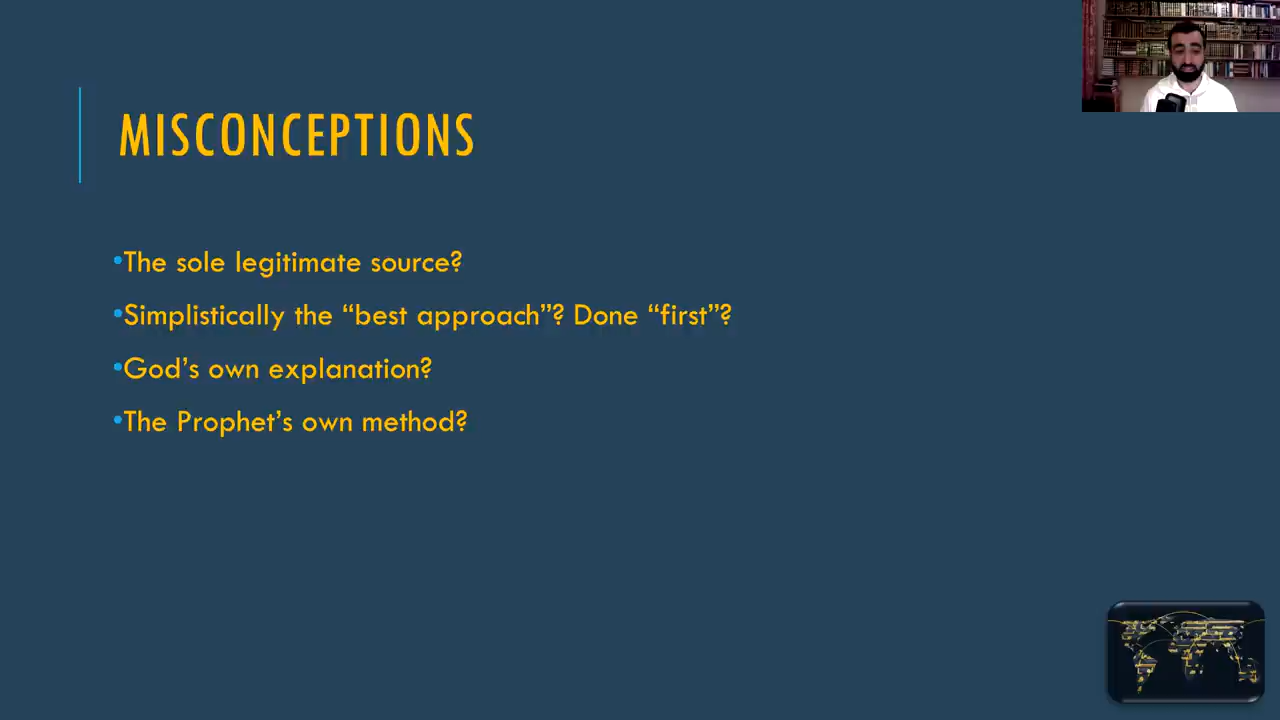 MISCONCEPTIONS
•The sole legitimate source?
•Simplistically the “best approach”? Done “first”?
•God’s own explanation?
•The Prophet’s own method?